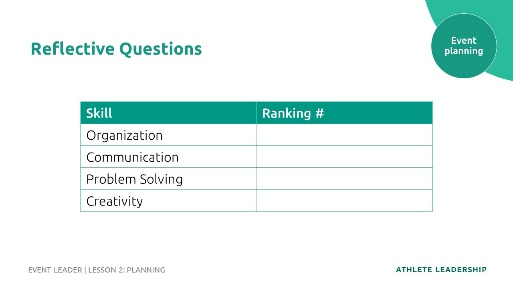 Reflective Questions
Event
planning
Skill Ranking #
Organization
Communication
Problem Solving
Creativity
EVENT LEADER | LESSON 2: PLANNING
ATHLETE LEADERSHIP